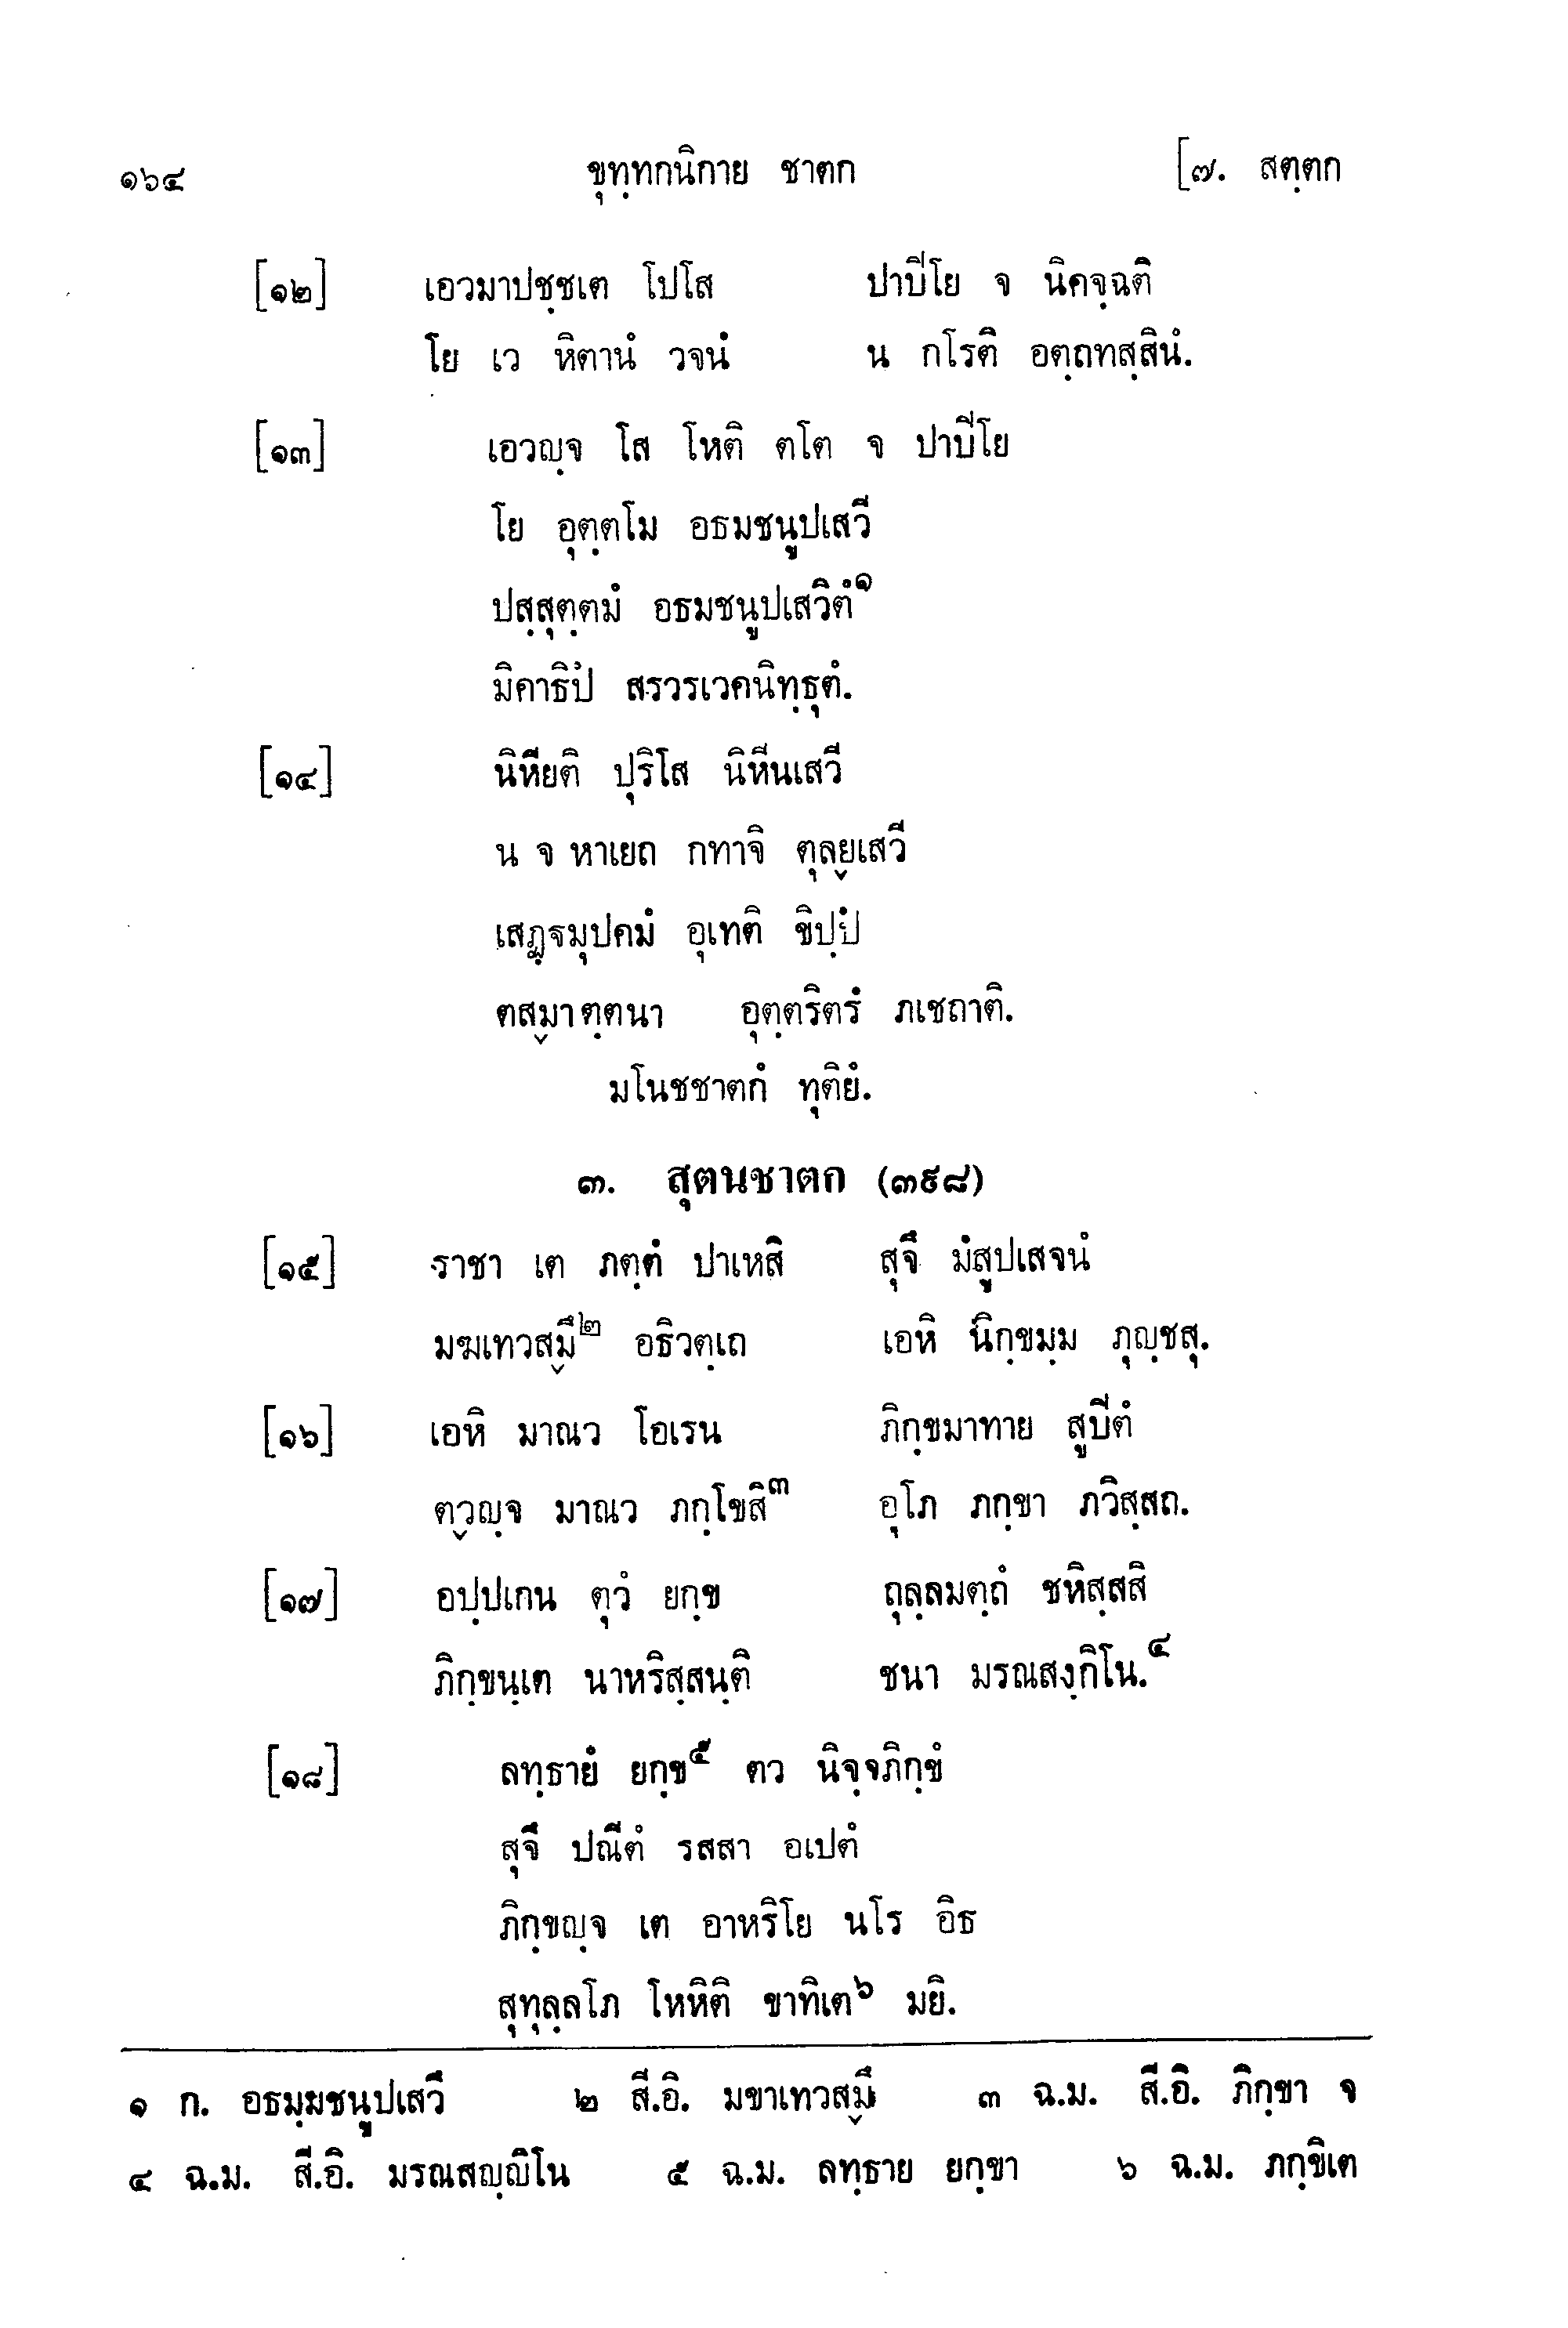 ๑๖๔ ขุทฺทกนิกาย ชาตก [๗. สตฺตก
[๑๒] เอวมาปชฺชเต โปโส ปาปิโย จ นิคจฺฉติ
โย เว หิตานํ วจนํ น กโรติ อตฺถทสฺสินํ.
[๑๓] เอวญฺจ โส โหติ ตโต จ ปาปิโย
โย อุตฺตโม อธมชนูปเสวี
ปสฺสุตฺตมํ อธมชนูปเสวิตํ๑
มิคาธิปํ สรวรเวคนิทฺธุตํ.
[๑๔] นิหียติ ปุริโส นิหีนเสวี
น จ หาเยถ กทาจิ ตุลฺยเสวี
เสฏฺฐมุปคมํ อุเทติ ขิปฺปํ
ตสฺมาตฺตนา อุตฺตริตรํ ภเชถาติ.
มโนชชาตกํ ทุติยํ.
๓. สุตนชาตก (๓๙๘)
[๑๕] ราชา เต ภตฺตํ ปาเหสิ สุจึ มํสูปเสจนํ
มฆเทวสฺมึ๒ อธิวตฺเถ เอหิ นิกฺขมฺม ภุญฺชสุ.
[๑๖] เอหิ มาณว โอเรน ภิกฺขมาทาย สูปิตํ
ตฺวญฺจ มาณว ภกฺโขสิ๓ อุโภ ภกฺขา ภวิสฺสถ.
[๑๗] อปฺปเกน ตุวํ ยกฺข ถุลฺลมตฺถํ ชหิสฺสสิ
ภิกฺขนฺเต นาหริสฺสนฺติ ชนา มรณสงฺกิโน.๔
[๑๘] ลทฺธายํ ยกฺข๕ ตว นิจฺจภิกฺขํ
สุจึ ปณีตํ รสสา อเปตํ
ภิกฺขญฺจ เต อาหริโย นโร อิธ
สุทุลฺลโภ โหหิติ ขาทิเต๖ มยิ.
๑ ก. อธมฺมชนูปเสวี ๒ สี.อิ. มขาเทวสฺมึ ๓ ฉ.ม. สี.อิ. ภิกฺขา จ
๔ ฉ.ม. สี.อิ. มรณสญฺญิโน ๕ ฉ.ม. ลทฺธาย ยกฺขา ๖ ฉ.ม. ภกฺขิเต